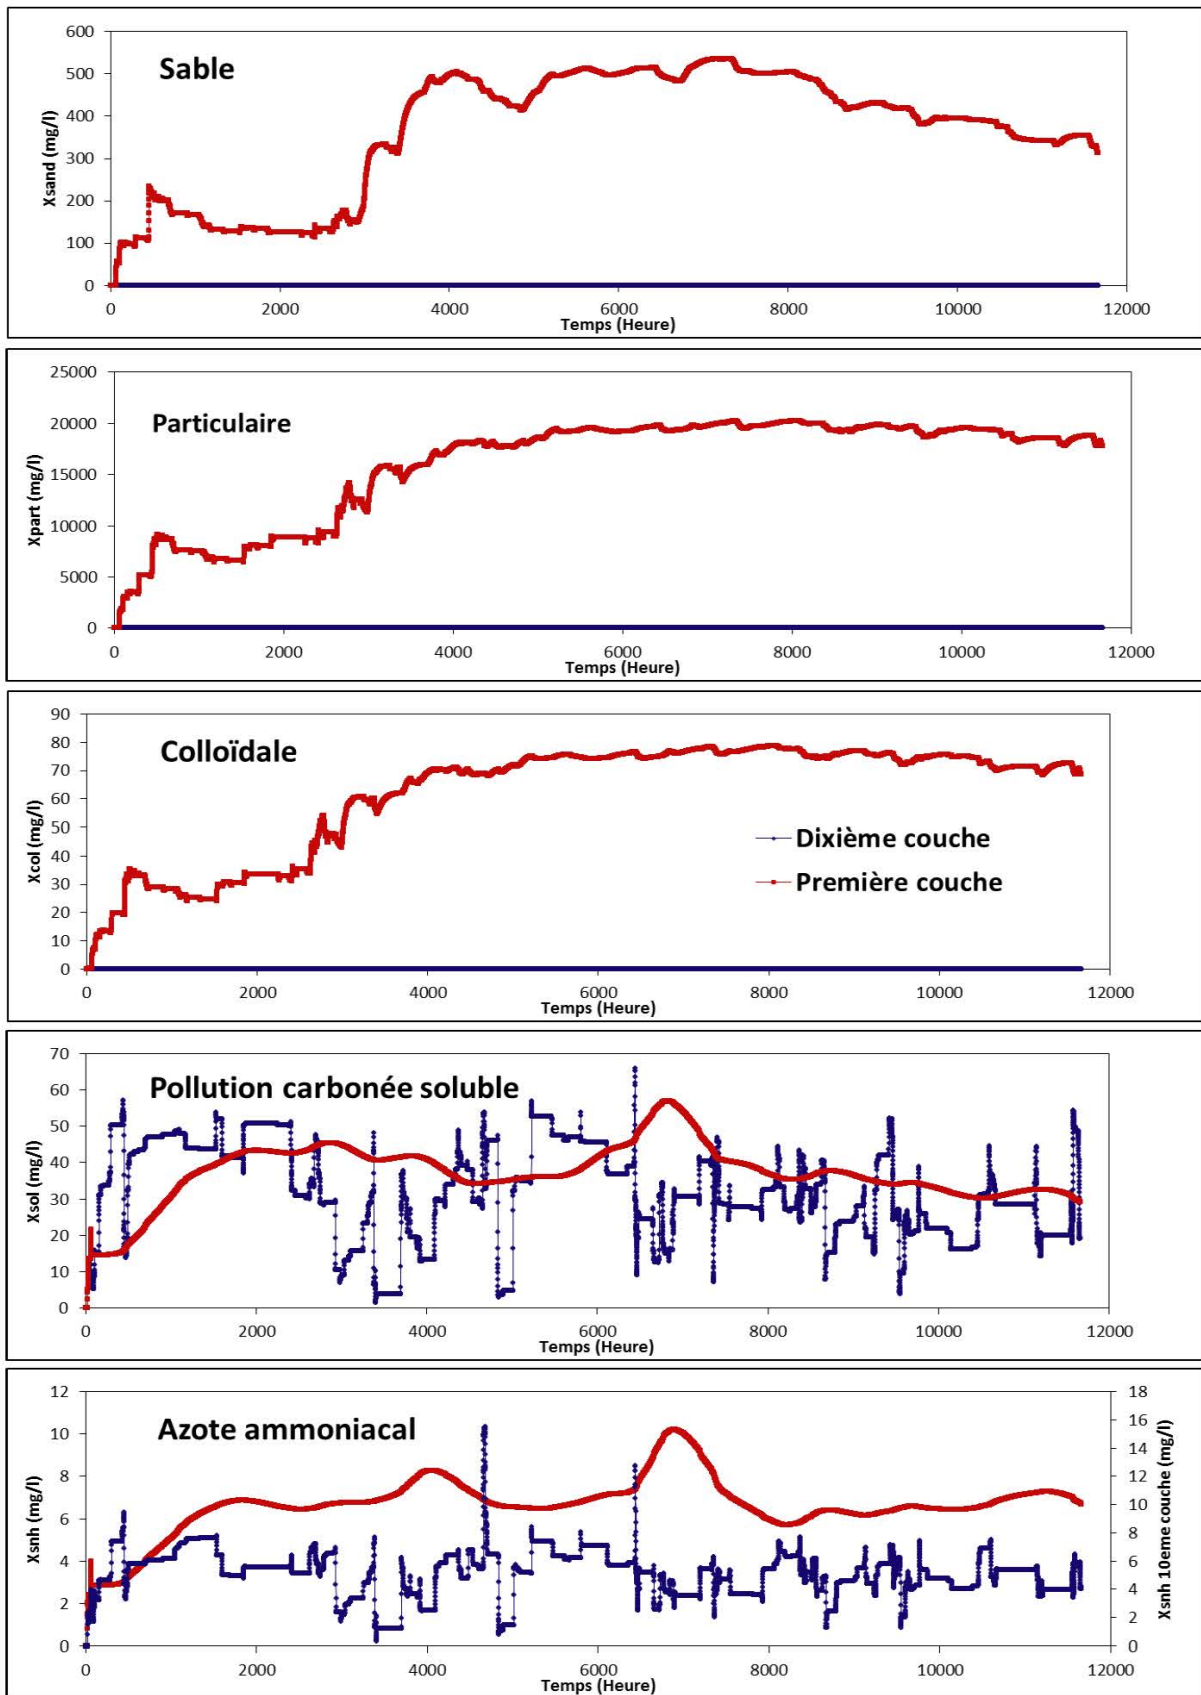 Sable
Xsand (mg/l)
600
500
400
300
200
100
0
0 2000 4000 6000 8000 10000 12000
Temps (Heure)
Particulaire
Xpart (mg/l)
25000
20000
15000
10000
5000
0
0 2000 4000 6000 8000 10000 12000
Temps (Heure)
Colloïdale
Xcol (mg/l)
90
80
70
60
50
40
30
20
10
0
Dixième couche
Première couche
0 2000 4000 6000 8000 10000 12000
Temps (Heure)
Pollution carbonée soluble
Xsol (mg/l)
70
60
50
40
30
20
10
0
0 2000 4000 6000 8000 10000 12000
Temps (Heure)
Azote ammoniacal
Xsnh (mg/l)
12
10
8
6
4
2
0
18
16
14
12
10
8
6
4
2
0
Xsnh 10eme couche (mg/l)
0 2000 4000 6000 8000 10000 12000
Temps (Heure)